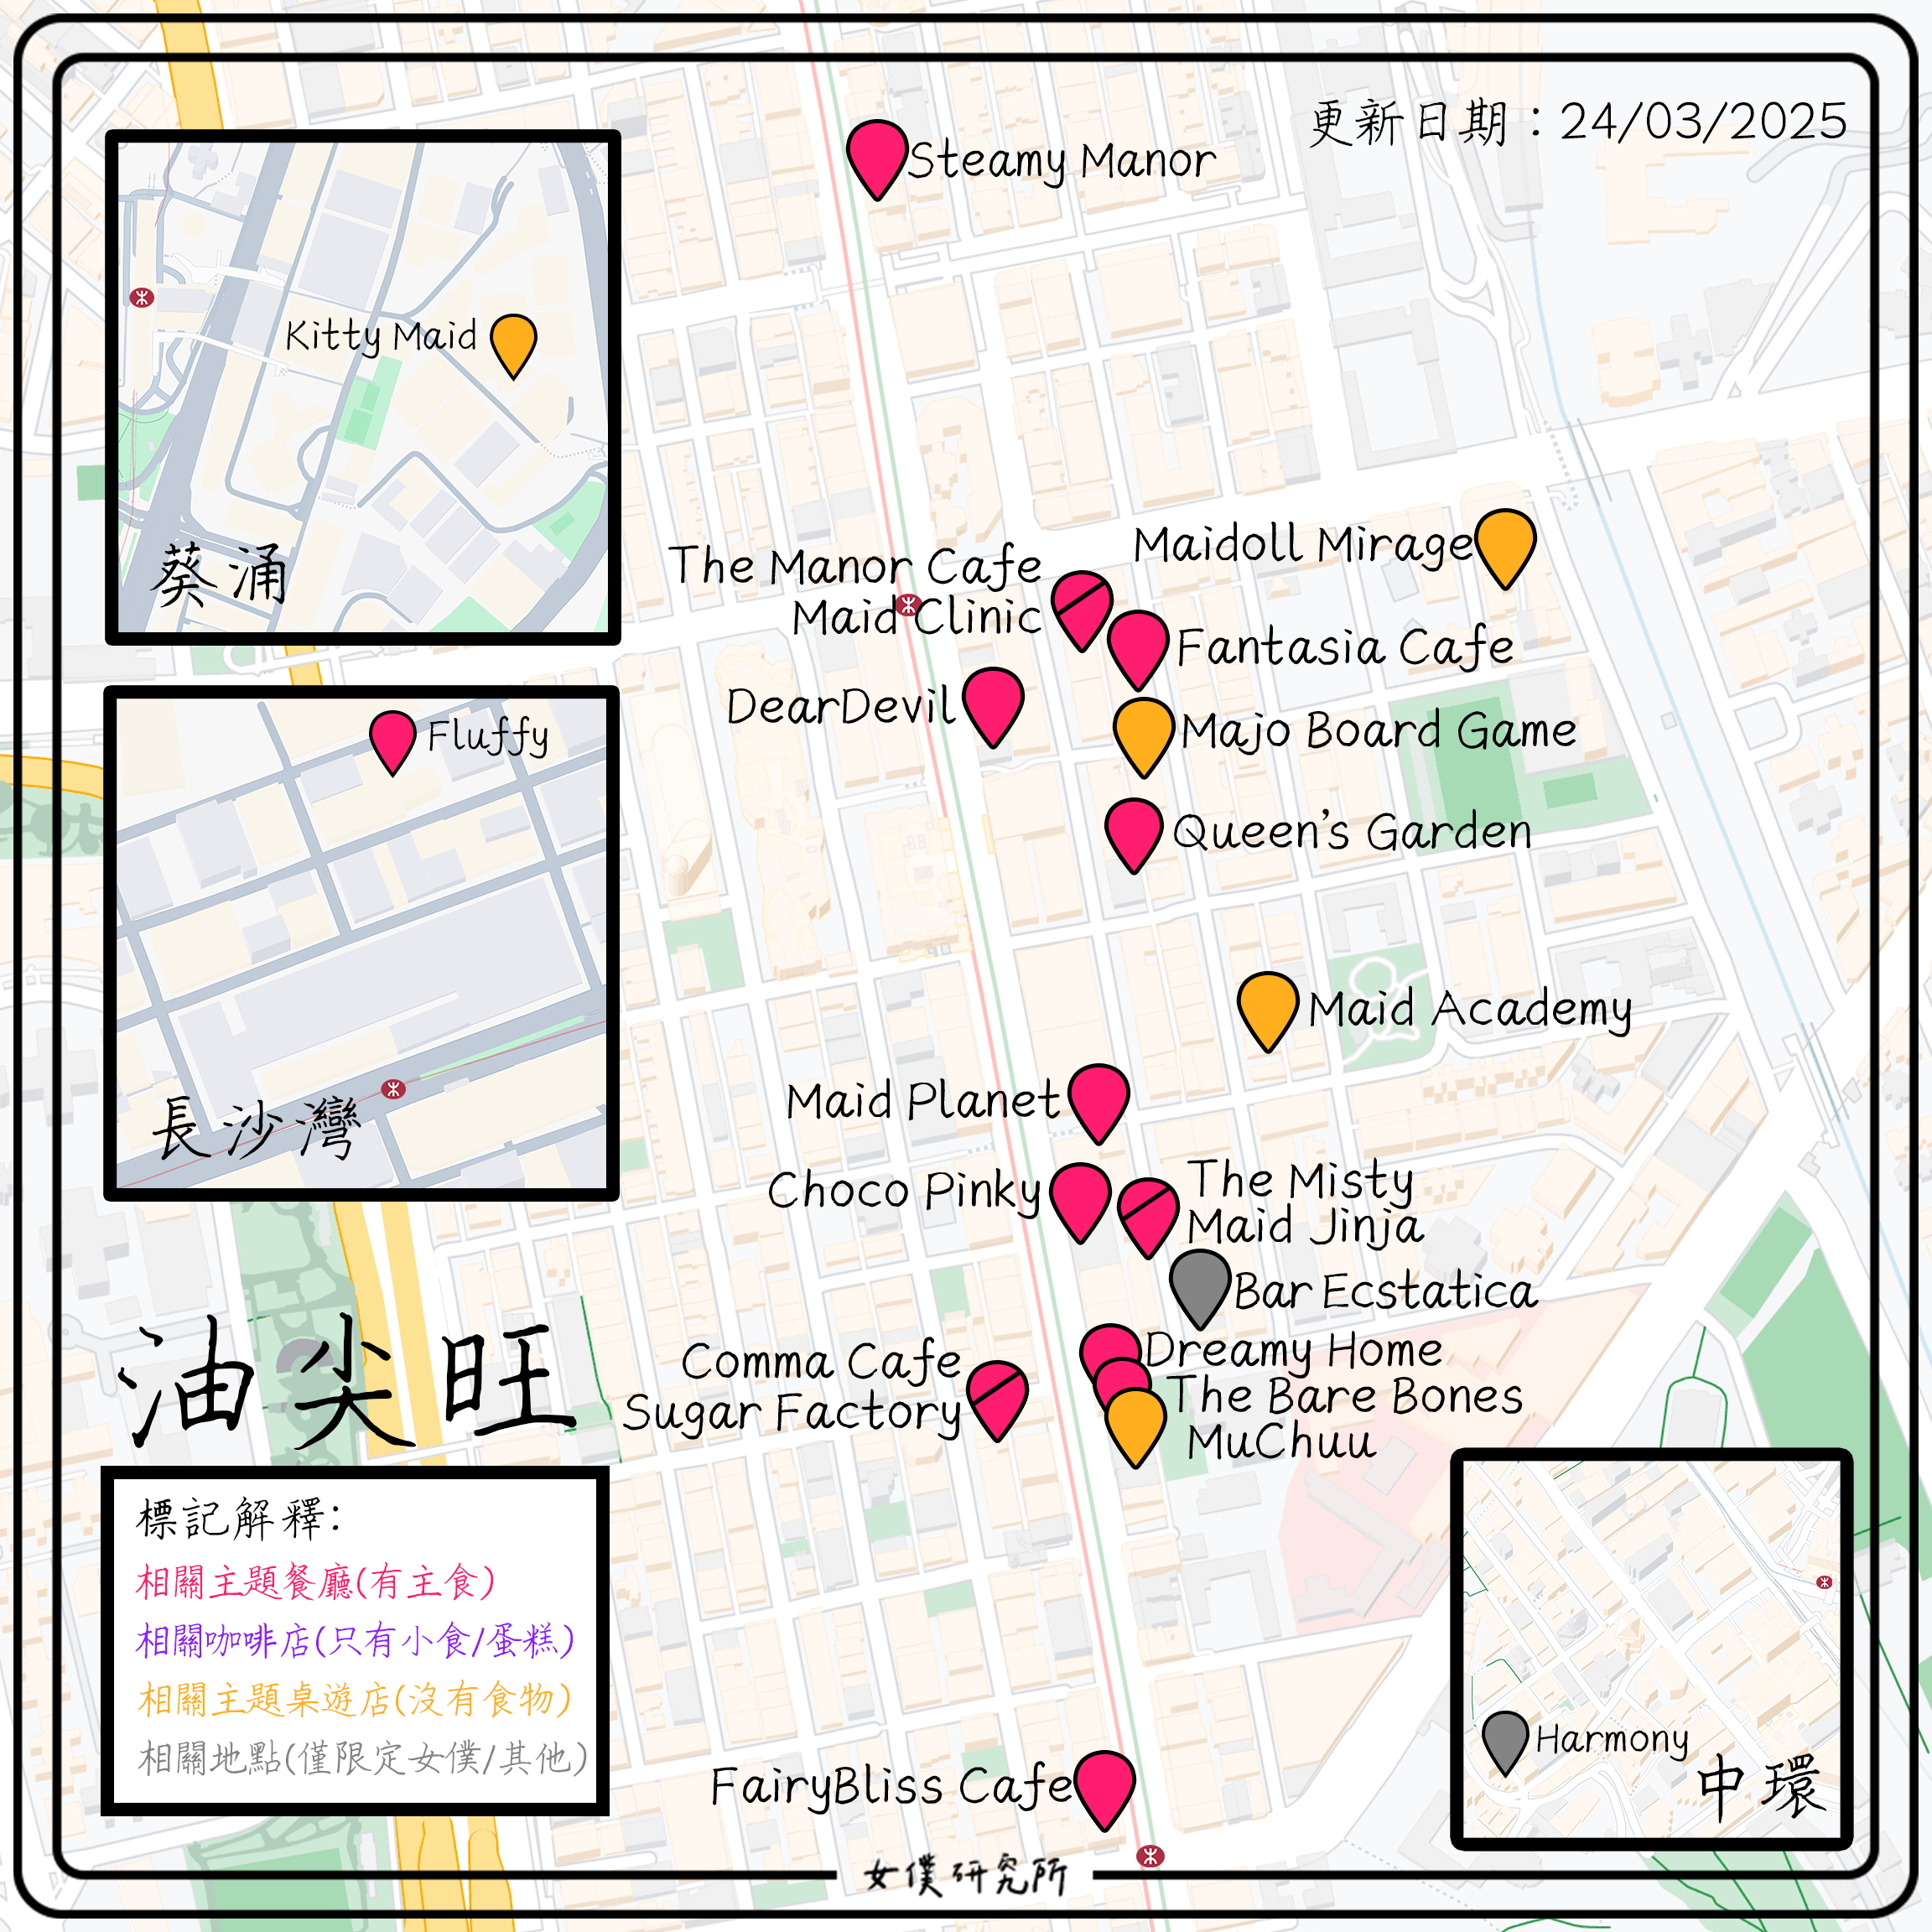 更新日期：24/03/2025
Steamy Manor
Kitty Maid
葵涌
Maidoll Mirage
The Manor Cafe
Maid Clinic
Fantasia Cafe
DearDevil
Majo Board Game
Queen's Garden
Fluffy
長沙灣
Maid Academy
Maid Planet
Choco Pinky
The Misty
Maid Jinja
Bar Ecstatica
Dreamy Home
The Bare Bones
MuChuu
Comma Cafe
Sugar Factory
油尖旺
標記解釋:
相關主題餐廳(有主食)
相關咖啡店(只有小食/蛋糕)
相關主題桌遊店(沒有食物)
相關地點(僅限定女僕/其他)
FairyBliss Cafe
Harmony
中環
女僕研究所